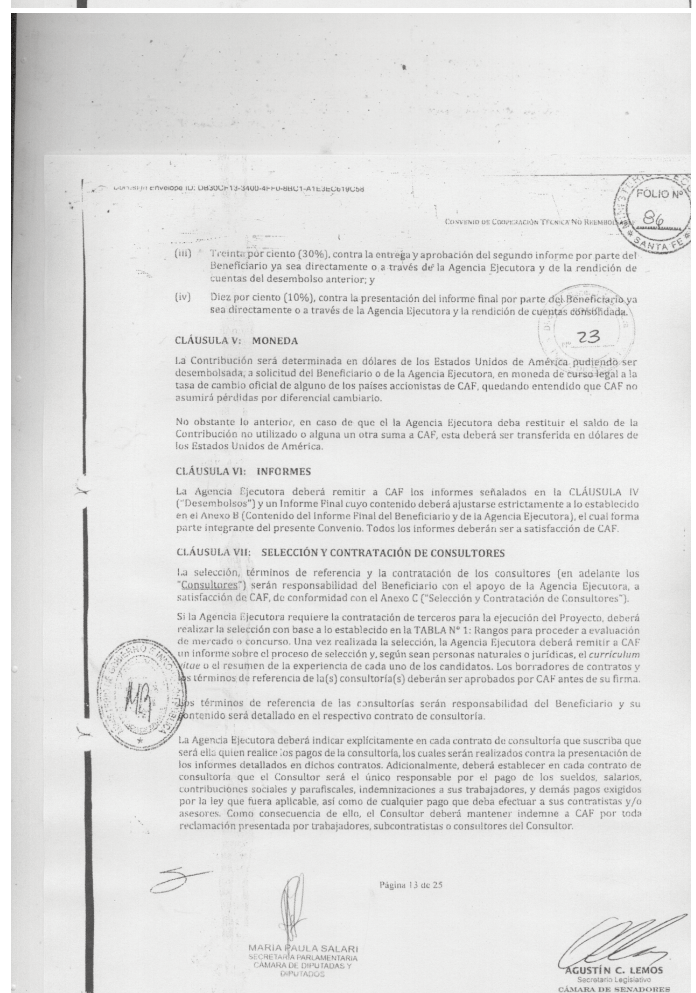 FOLIO Nº
86
SANTA FE
CONVENIO DE COOPERACIÓN TÉCNICA NO REEMBOLSABLE
(iii) Treinta por ciento (30%), contra la entrega y aprobación del segundo informe por parte del
Beneficiario ya sea directamente o a través de la Agencia Ejecutora y de la rendición de
cuentas del desembolso anterior; y
(iv) Diez por ciento (10%), contra la presentación del informe final por parte del Beneficiario ya
sea directamente o a través de la Agencia Ejecutora y la rendición de cuentas consolidada.
Nº 23
CLÁUSULA V: MONEDA
La Contribución será determinada en dólares de los Estados Unidos de América pudiendo ser
desembolsada, a solicitud del Beneficiario o de la Agencia Ejecutora, en moneda de curso legal a la
tasa de cambio oficial de alguno de los países accionistas de CAF, quedando entendido que CAF no
asumirá pérdidas por diferencial cambiario.
No obstante lo anterior, en caso de que el la Agencia Ejecutora deba restituir el saldo de la
Contribución no utilizado o alguna un otra suma a CAF, esta deberá ser transferida en dólares de
los Estados Unidos de América.
CLÁUSULA VI: INFORMES
La Agencia Ejecutora deberá remitir a CAF los informes señalados en la CLÁUSULA IV
("Desembolsos") y un Informe Final cuyo contenido deberá ajustarse estrictamente a lo establecido
en el Anexo B (Contenido del Informe Final del Beneficiario y de la Agencia Ejecutora), el cual forma
parte integrante del presente Convenio. Todos los informes deberán ser a satisfacción de CAF.
CLÁUSULA VII: SELECCIÓN Y CONTRATACIÓN DE CONSULTORES
La selección, términos de referencia y la contratación de los consultores (en adelante los
"Consultores") serán responsabilidad del Beneficiario con el apoyo de la Agencia Ejecutora, a
satisfacción de CAF, de conformidad con el Anexo C ("Selección y Contratación de Consultores").
Si la Agencia Ejecutora requiere la contratación de terceros para la ejecución del Proyecto, deberá
realizar la selección con base a lo establecido en la TABLA Nº 1: Rangos para proceder a evaluación
de mercado o concurso. Una vez realizada la selección, la Agencia Ejecutora deberá remitir a CAF
un informe sobre el proceso de selección y, según sean personas naturales o jurídicas, el curriculum
vitae o el resumen de la experiencia de cada uno de los candidatos. Los borradores de contratos y
los términos de referencia de la(s) consultoría(s) deberán ser aprobados por CAF antes de su firma.
Los términos de referencia de las consultorías serán responsabilidad del Beneficiario y su
contenido será detallado en el respectivo contrato de consultoría.
La Agencia Ejecutora deberá indicar explícitamente en cada contrato de consultoría que suscriba que
será ella quien realice los pagos de la consultoría, los cuales serán realizados contra la presentación de
los informes detallados en dichos contratos. Adicionalmente, deberá establecer en cada contrato de
consultoría que el Consultor será el único responsable por el pago de los sueldos, salarios,
contribuciones sociales y parafiscales, indemnizaciones a sus trabajadores, y demás pagos exigidos
por la ley que fuera aplicable, así como de cualquier pago que deba efectuar a sus contratistas y/o
asesores. Como consecuencia de ello, el Consultor deberá mantener indemne a CAF por toda
reclamación presentada por trabajadores, subcontratistas o consultores del Consultor.
Página 13 de 25
MARIA PAULA SALARI
SECRETARÍA PARLAMENTARIA
CÁMARA DE DIPUTADAS Y
DIPUTADOS
AGUSTÍN C. LEMOS
Secretario Legislativo
CÁMARA DE SENADORES